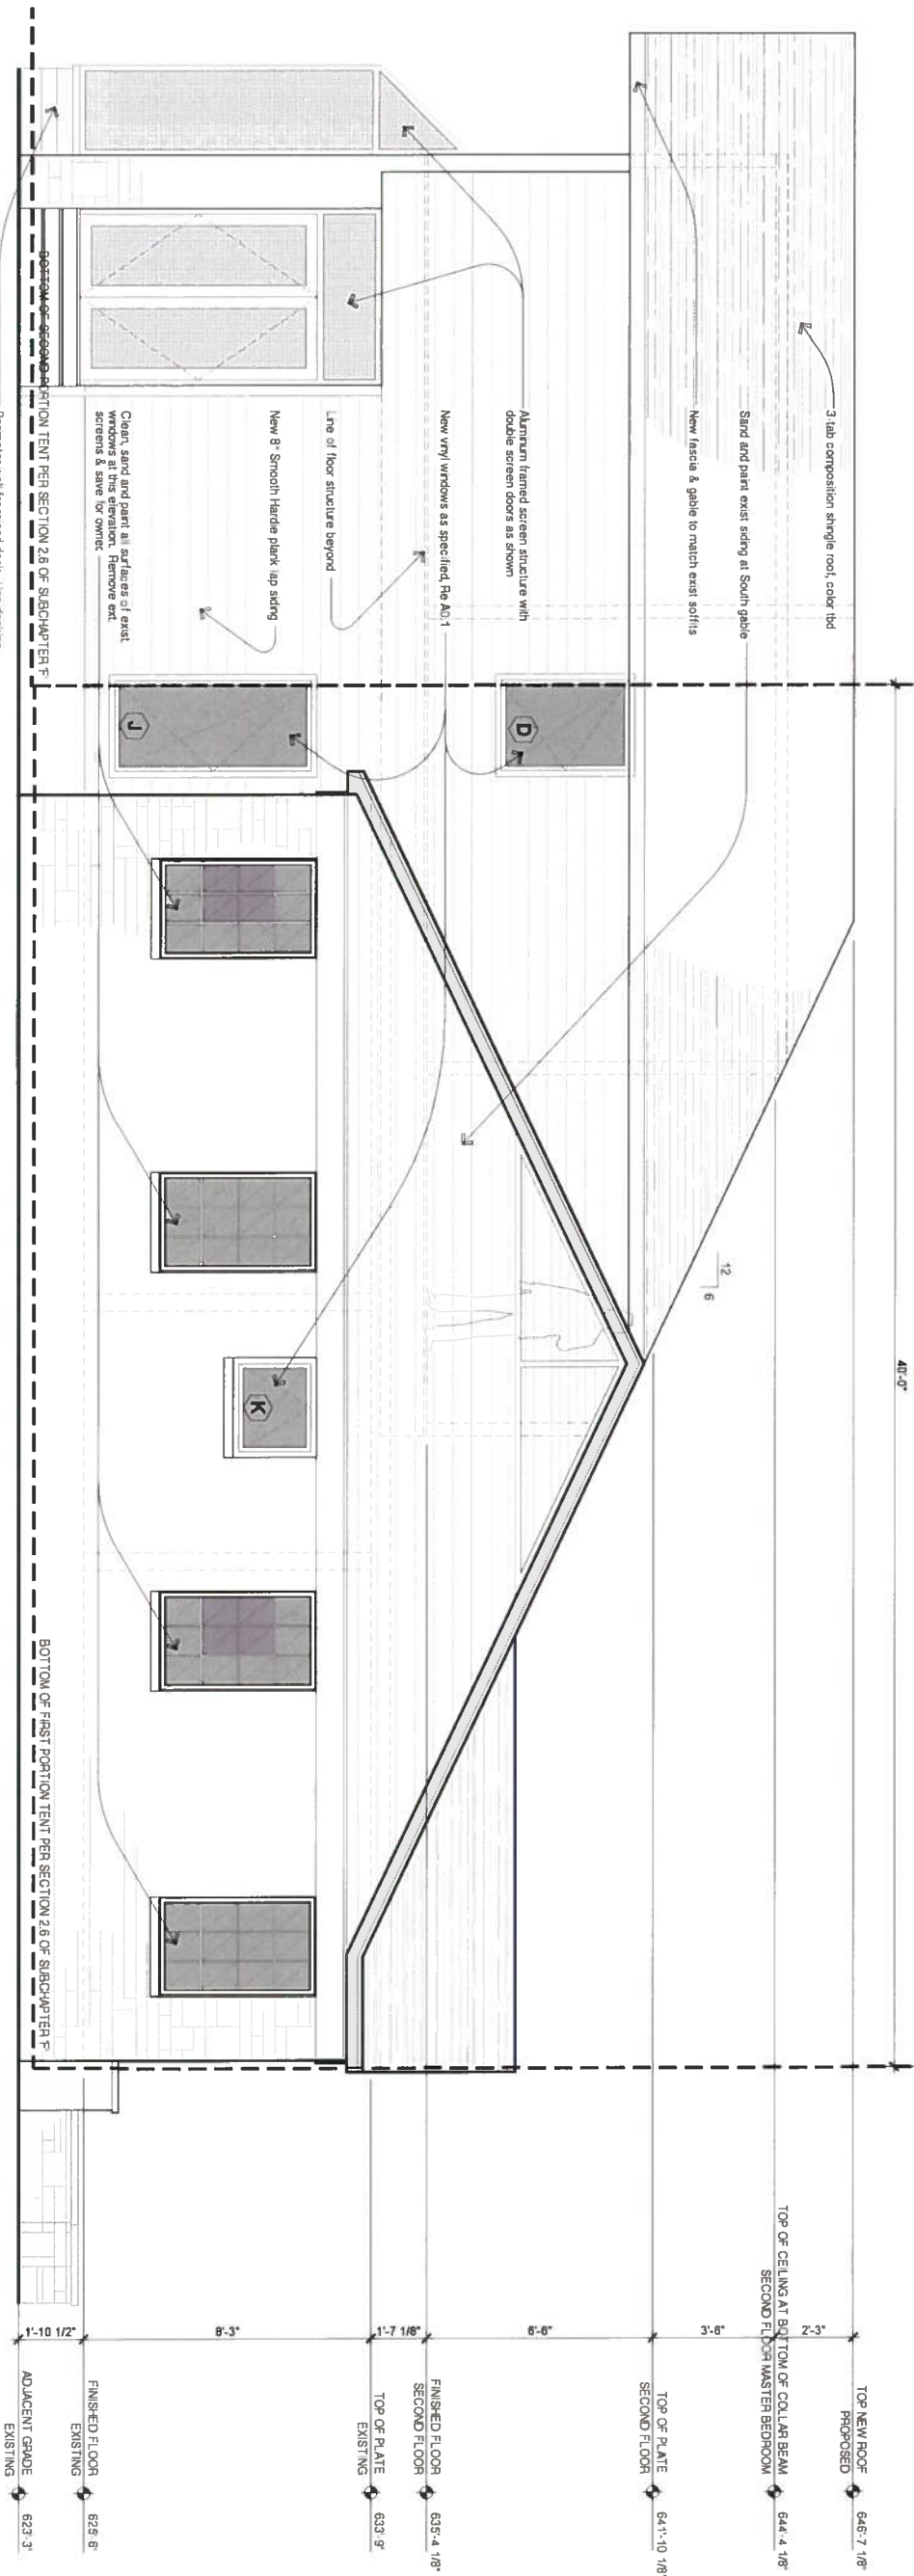 3-tab composition shingle roof, color tbd
Sand and paint exist siding at South gable
New fascia & gable to match exist soffits
Aluminum framed screen structure with
double screen doors as shown
New vinyl windows as specified, Re A0.1
Line of floor structure beyond
New 8" Smooth Hardie plank lap siding
Clean, sand and paint all surfaces of exist
windows at this elevation. Remove ext.
screens & save for owner.
BOTTOM OF SECOND PORTION TENT PER SECTION 2.6 OF SUBCHAPTER 'F'
BOTTOM OF FIRST PORTION TENT PER SECTION 2.6 OF SUBCHAPTER 'F'
D
J
K
12
6
40'-0"
2'-3"
3'-6"
6'-6"
1'-7 1/8"
8'-3"
1'-10 1/2"
TOP NEW ROOF
PROPOSED
646'-7 1/8"
TOP OF CEILING AT BOTTOM OF COLLAR BEAM
SECOND FLOOR MASTER BEDROOM
644'-4 1/8"
TOP OF PLATE
SECOND FLOOR
641'-10 1/8"
FINISHED FLOOR
SECOND FLOOR
635'-4 1/8"
TOP OF PLATE
EXISTING
633'-9"
FINISHED FLOOR
EXISTING
625'-6"
ADJACENT GRADE
EXISTING
623'-3"